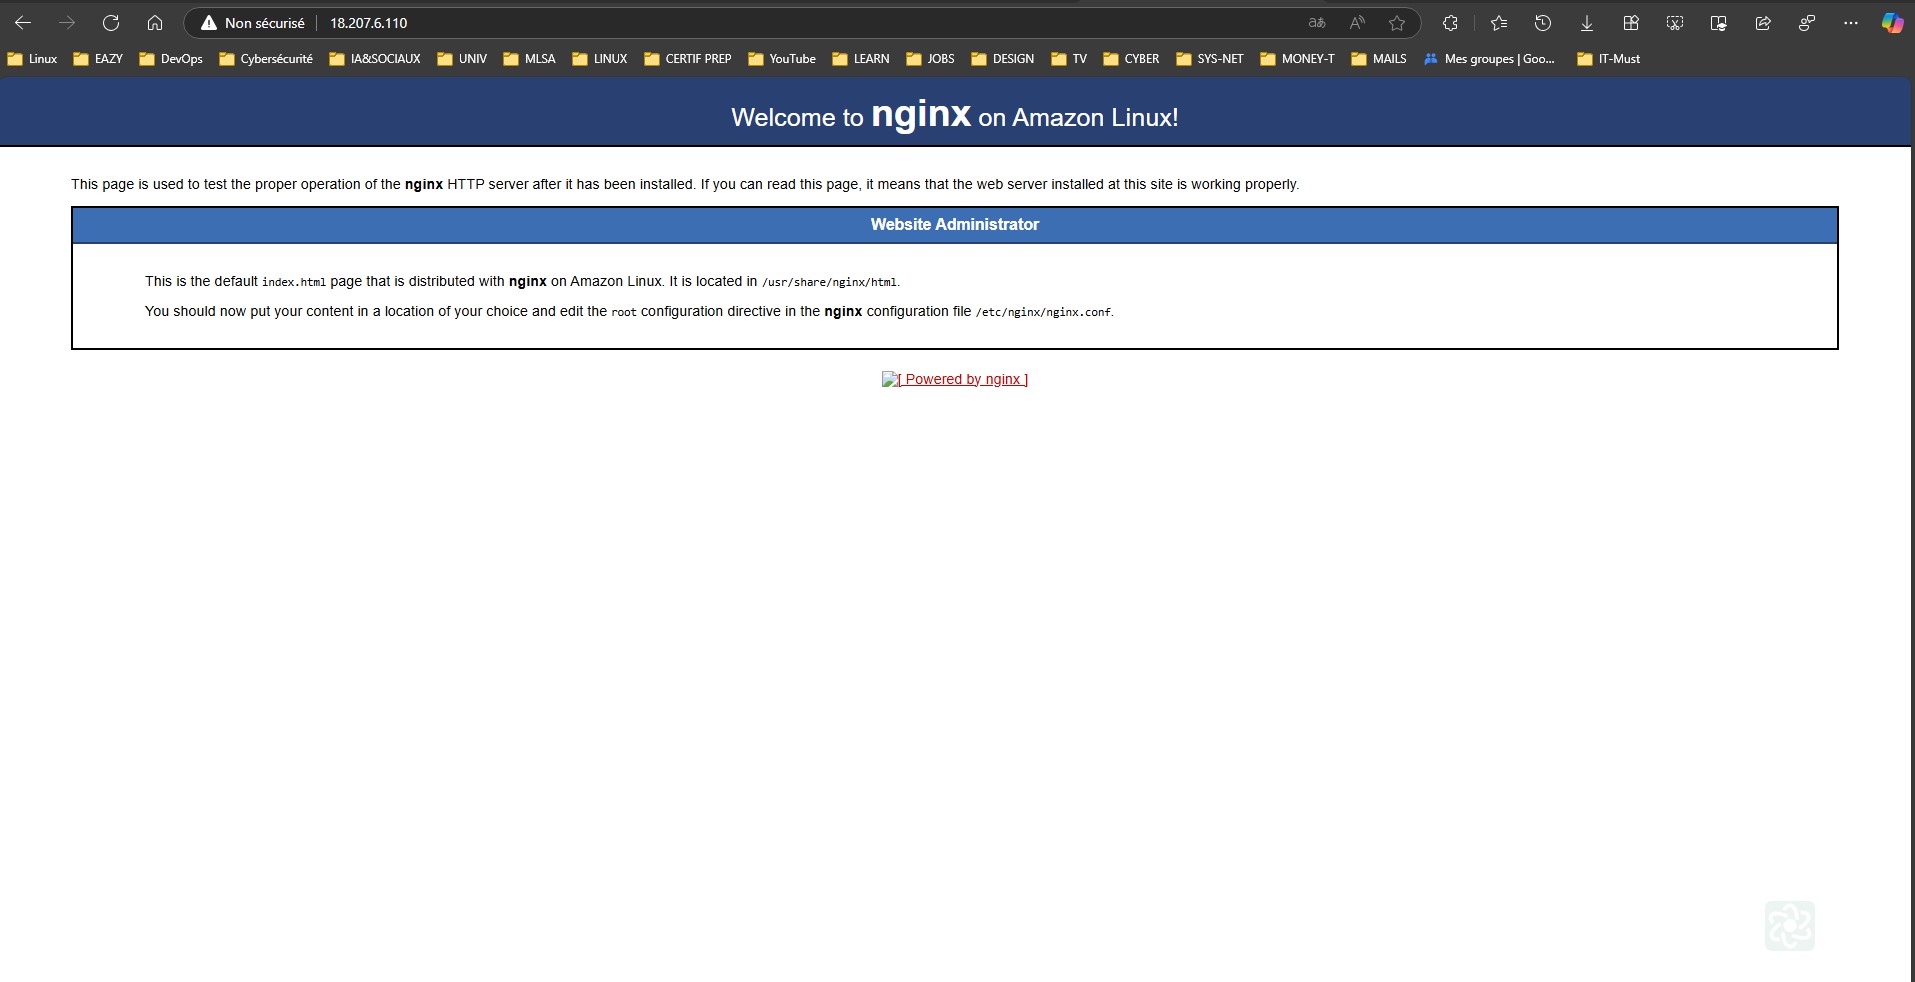 Non sécurisé 18.207.6.110
Linux EAZY DevOps Cybersécurité IA&SOCIAUX UNIV MLSA LINUX CERTIF PREP YouTube LEARN JOBS DESIGN TV CYBER SYS-NET MONEY-T MAILS Mes groupes | Goo... IT-Must
Welcome to nginx on Amazon Linux!
This page is used to test the proper operation of the nginx HTTP server after it has been installed. If you can read this page, it means that the web server installed at this site is working properly.
Website Administrator
This is the default index.html page that is distributed with nginx on Amazon Linux. It is located in /usr/share/nginx/html.
You should now put your content in a location of your choice and edit the root configuration directive in the nginx configuration file /etc/nginx/nginx.conf.
[ Powered by nginx ]